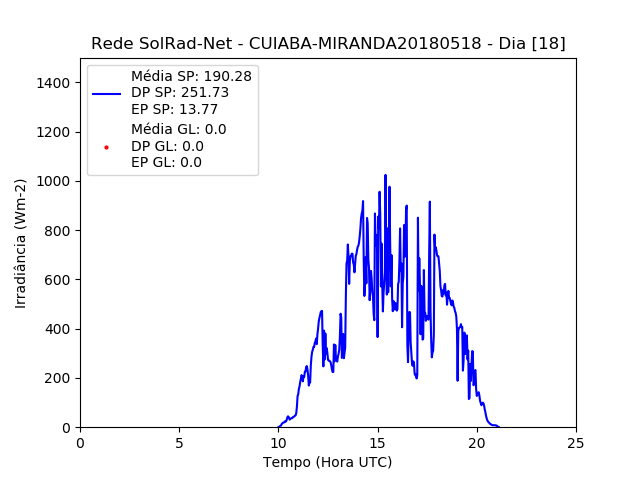 Rede SolRad-Net - CUIABA-MIRANDA20180518 - Dia [18]
Média SP: 190.28
DP SP: 251.73
EP SP: 13.77
Média GL: 0.0
DP GL: 0.0
EP GL: 0.0
1400
1200
1000
800
600
400
200
0
Irradiância (Wm-2)
0 5 10 15 20 25
Tempo (Hora UTC)